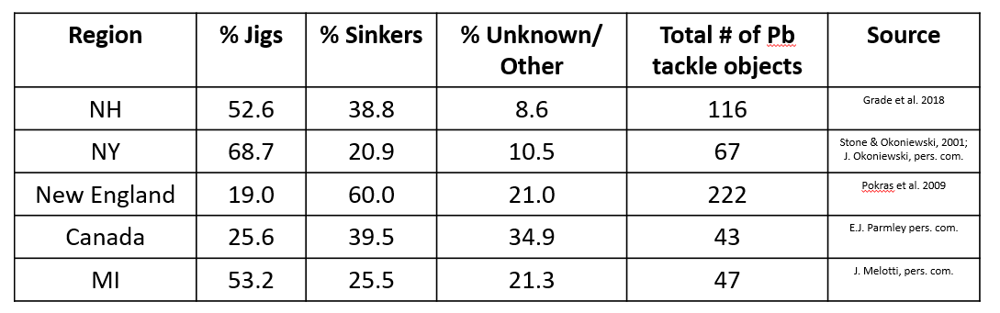 Region % Jigs % Sinkers % Unknown/ Other Total # of Pb tackle objects Source
NH 52.6 38.8 8.6 116 Grade et al. 2018
NY 68.7 20.9 10.5 67 Stone & Okoniewski, 2001; J. Okoniewski, pers. com.
New England 19.0 60.0 21.0 222 Pokras et al. 2009
Canada 25.6 39.5 34.9 43 E.J. Parmley pers. com.
MI 53.2 25.5 21.3 47 J. Melotti, pers. com.